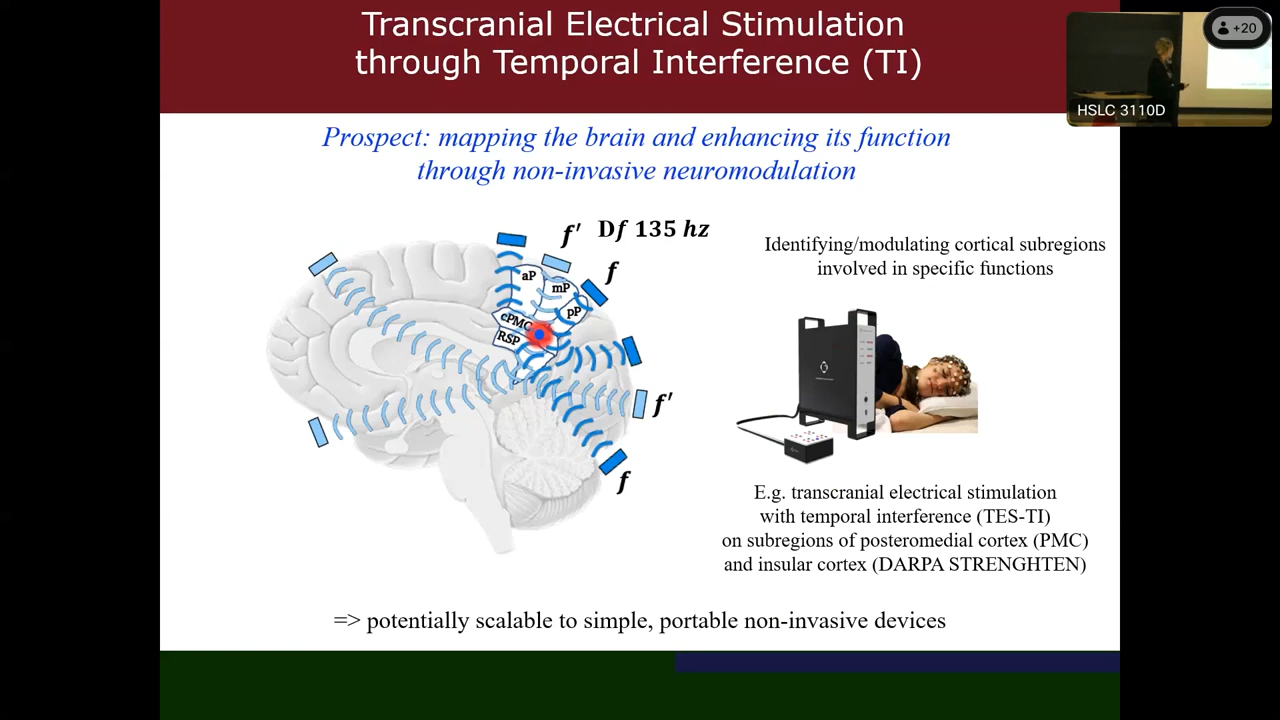 Transcranial Electrical Stimulation
through Temporal Interference (TI)
+20
HSLC 3110D
Prospect: mapping the brain and enhancing its function
through non-invasive neuromodulation
f' Df 135 hz
f
aP
mP
pP
cPMC
RSP
f'
f
Identifying/modulating cortical subregions
involved in specific functions
E.g. transcranial electrical stimulation
with temporal interference (TES-TI)
on subregions of posteromedial cortex (PMC)
and insular cortex (DARPA STRENGHTEN)
=> potentially scalable to simple, portable non-invasive devices